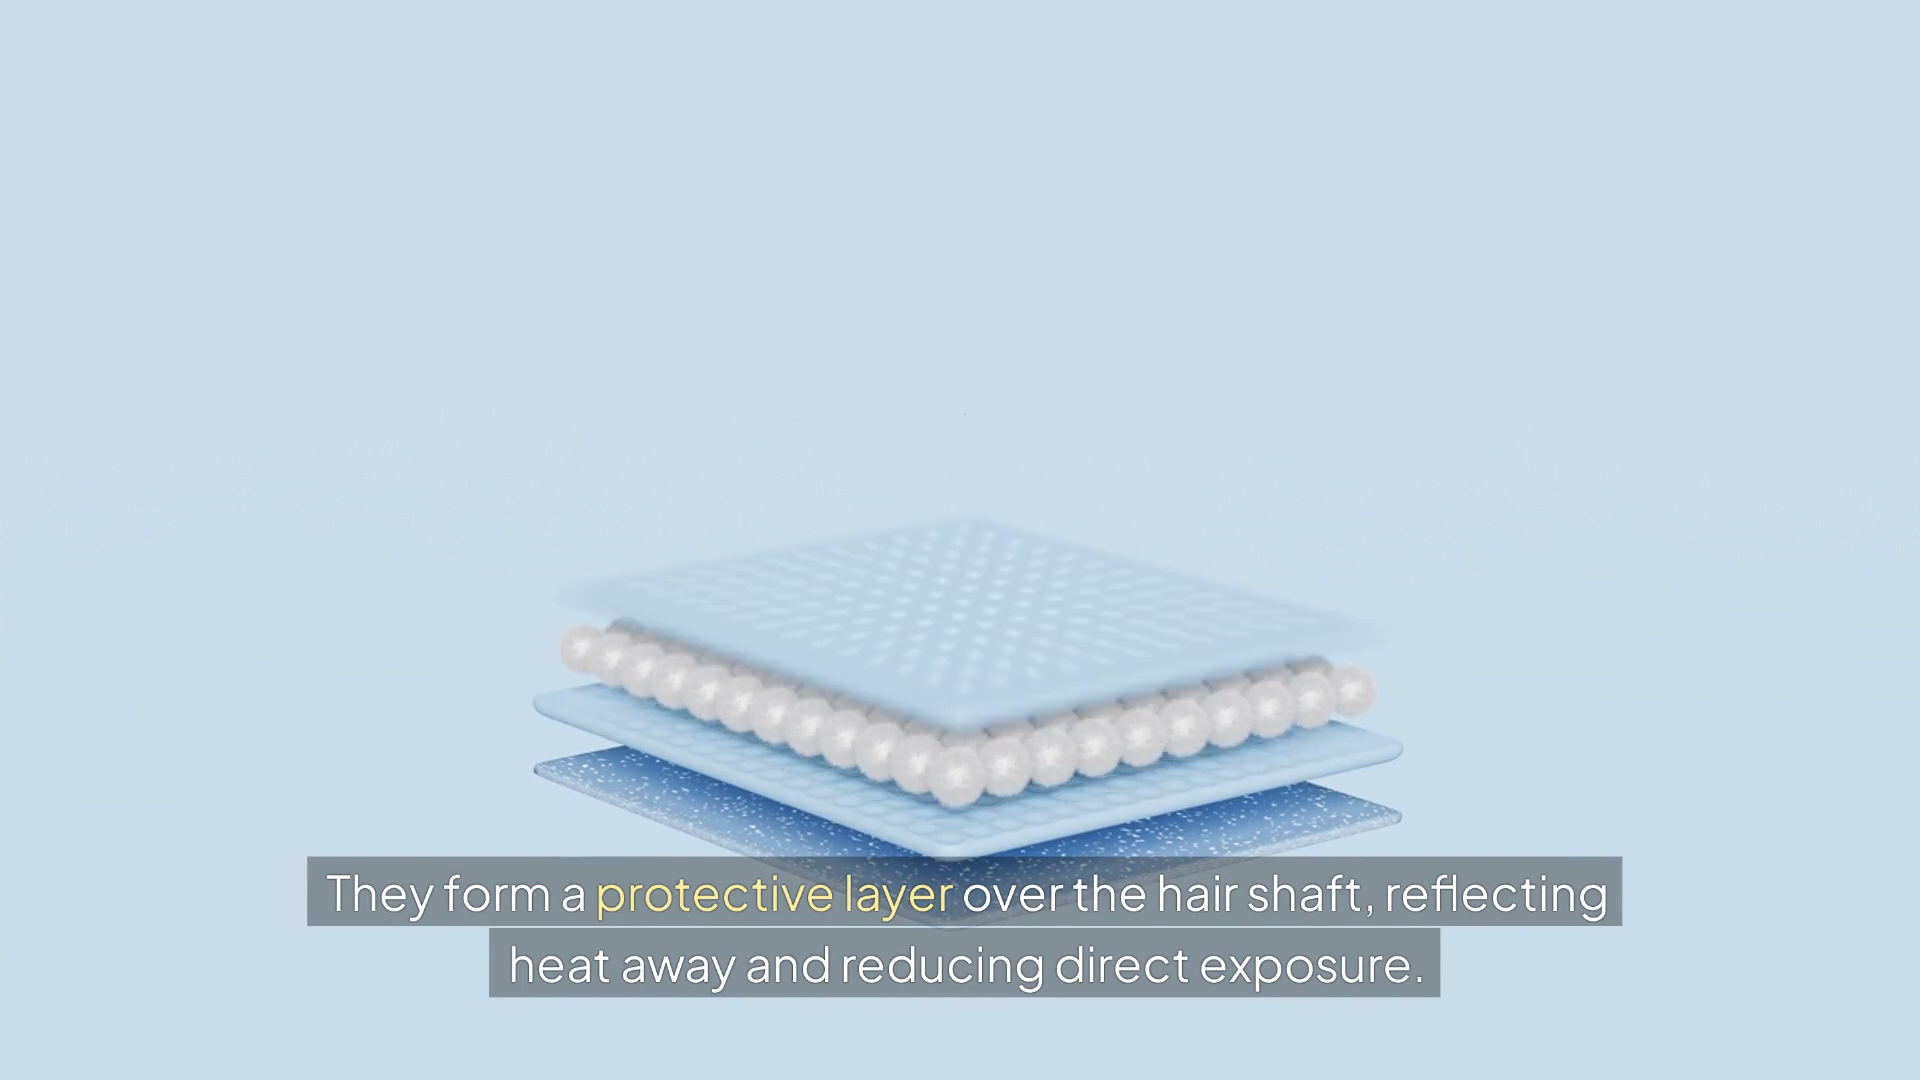 They form a protective layer over the hair shaft, reflecting
heat away and reducing direct exposure.